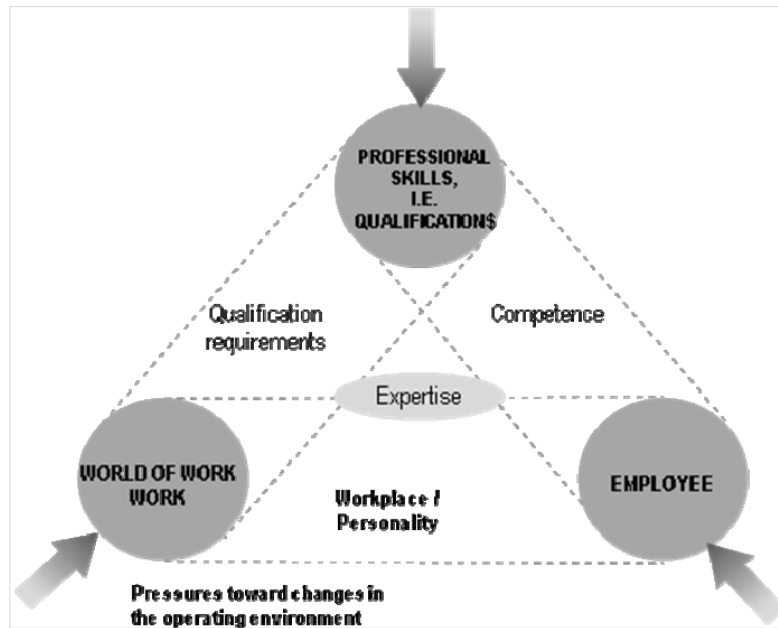 PROFESSIONAL
SKILLS,
I.E.
QUALIFICATIONS
Qualification
requirements
Competence
Expertise
WORLD OF WORK
WORK
EMPLOYEE
Workplace /
Personality
Pressures toward changes in
the operating environment